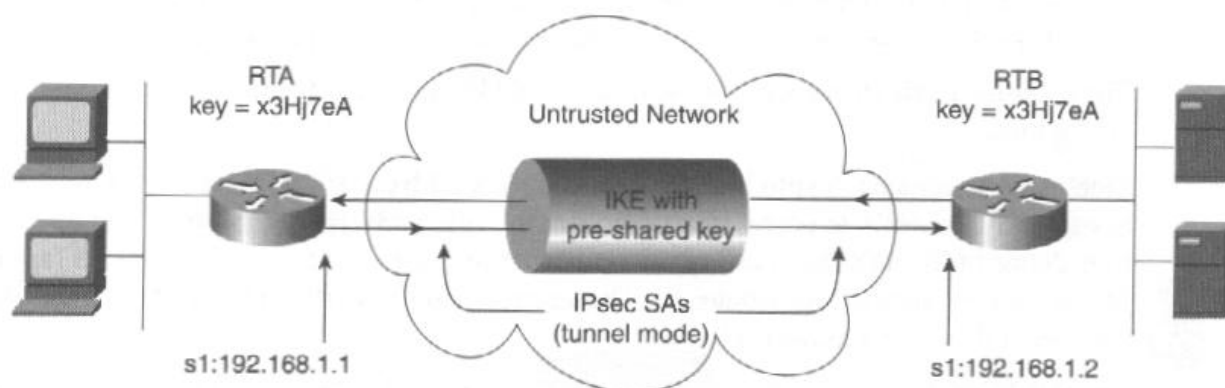 RTA
key = x3Hj7eA
Untrusted Network
RTB
key = x3Hj7eA
IKE with
pre-shared key
IPsec SAs
(tunnel mode)
s1:192.168.1.1
s1:192.168.1.2